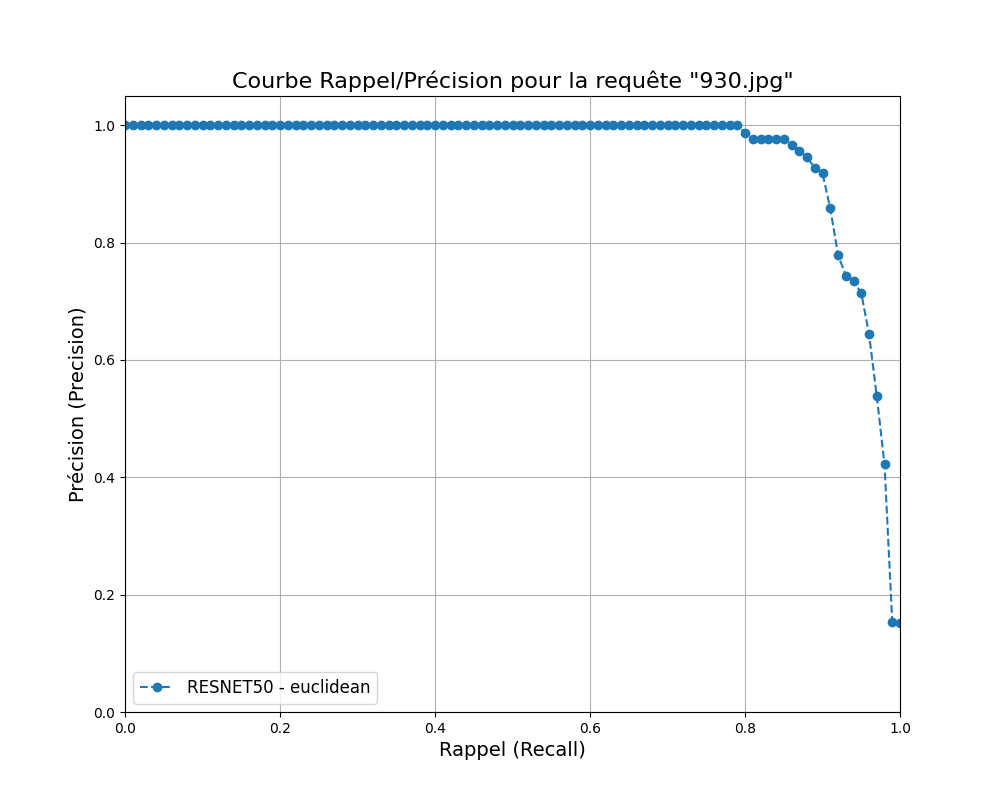 Courbe Rappel/Précision pour la requête "930.jpg"
1.0
0.8
0.6
0.4
0.2
0.0
Précision (Precision)
RESNET50 - euclidean
0.0 0.2 0.4 0.6 0.8 1.0
Rappel (Recall)